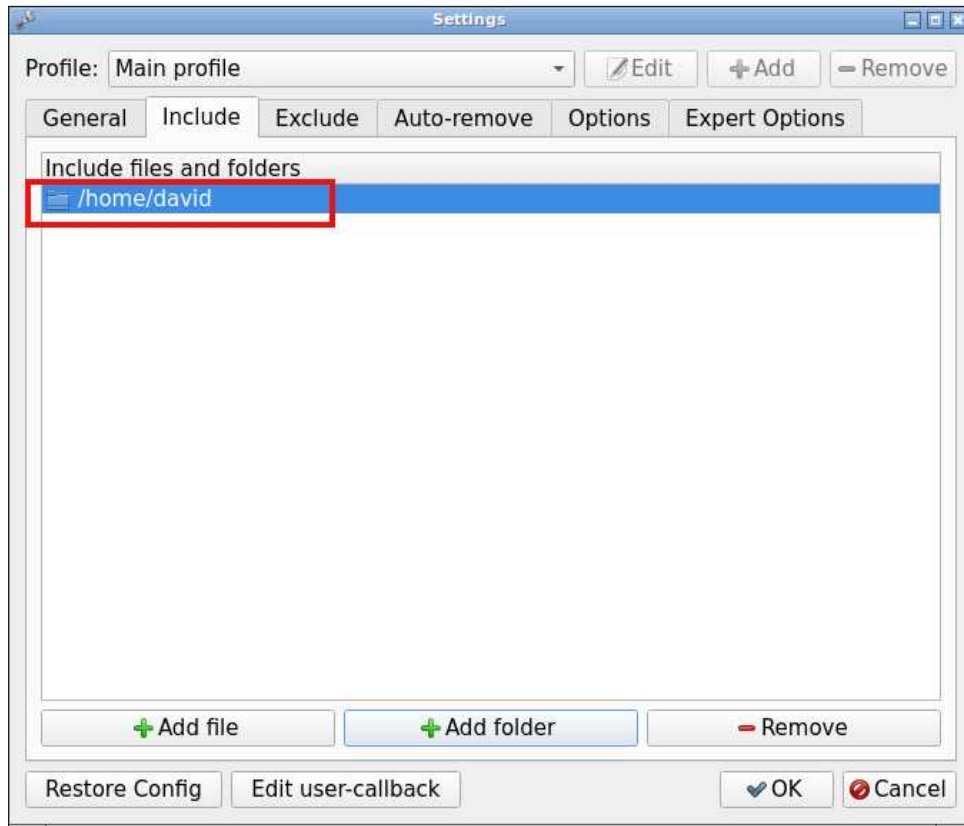 Settings
Profile: Main profile Edit Add Remove
General Include Exclude Auto-remove Options Expert Options
Include files and folders
/home/david
Add file Add folder Remove
Restore Config Edit user-callback OK Cancel